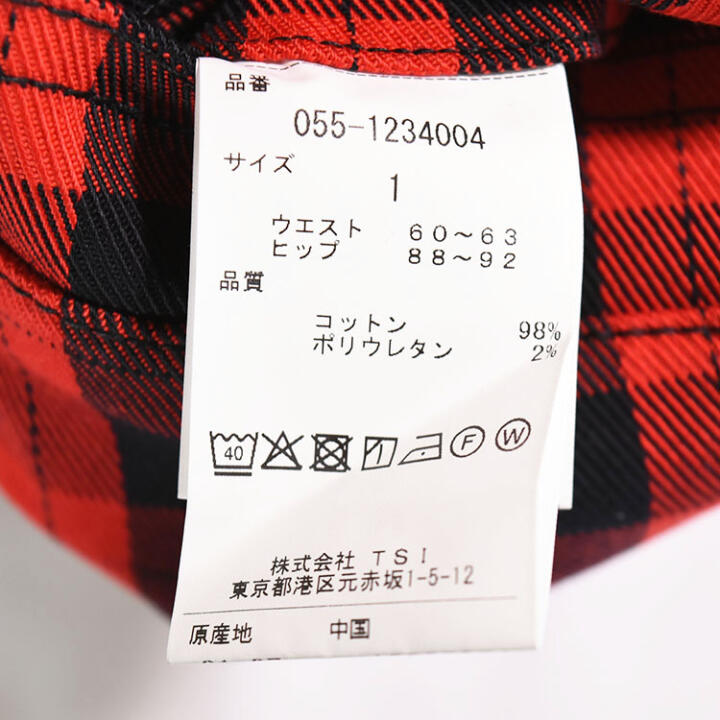 品番
055-1234004
サイズ
1
ウエスト 60～63
ヒップ 88～92
品質
コットン 98%
ポリウレタン 2%
40
F W
株式会社 TSI
東京都港区元赤坂1-5-12
原産地 中国